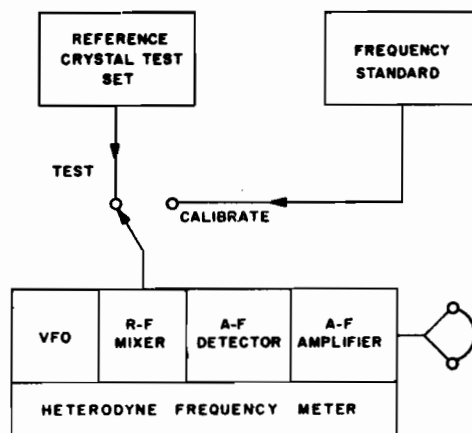 REFERENCE
CRYSTAL TEST
SET
FREQUENCY
STANDARD
TEST
CALIBRATE
VFO
R-F
MIXER
A-F
DETECTOR
A-F
AMPLIFIER
HETERODYNE FREQUENCY METER